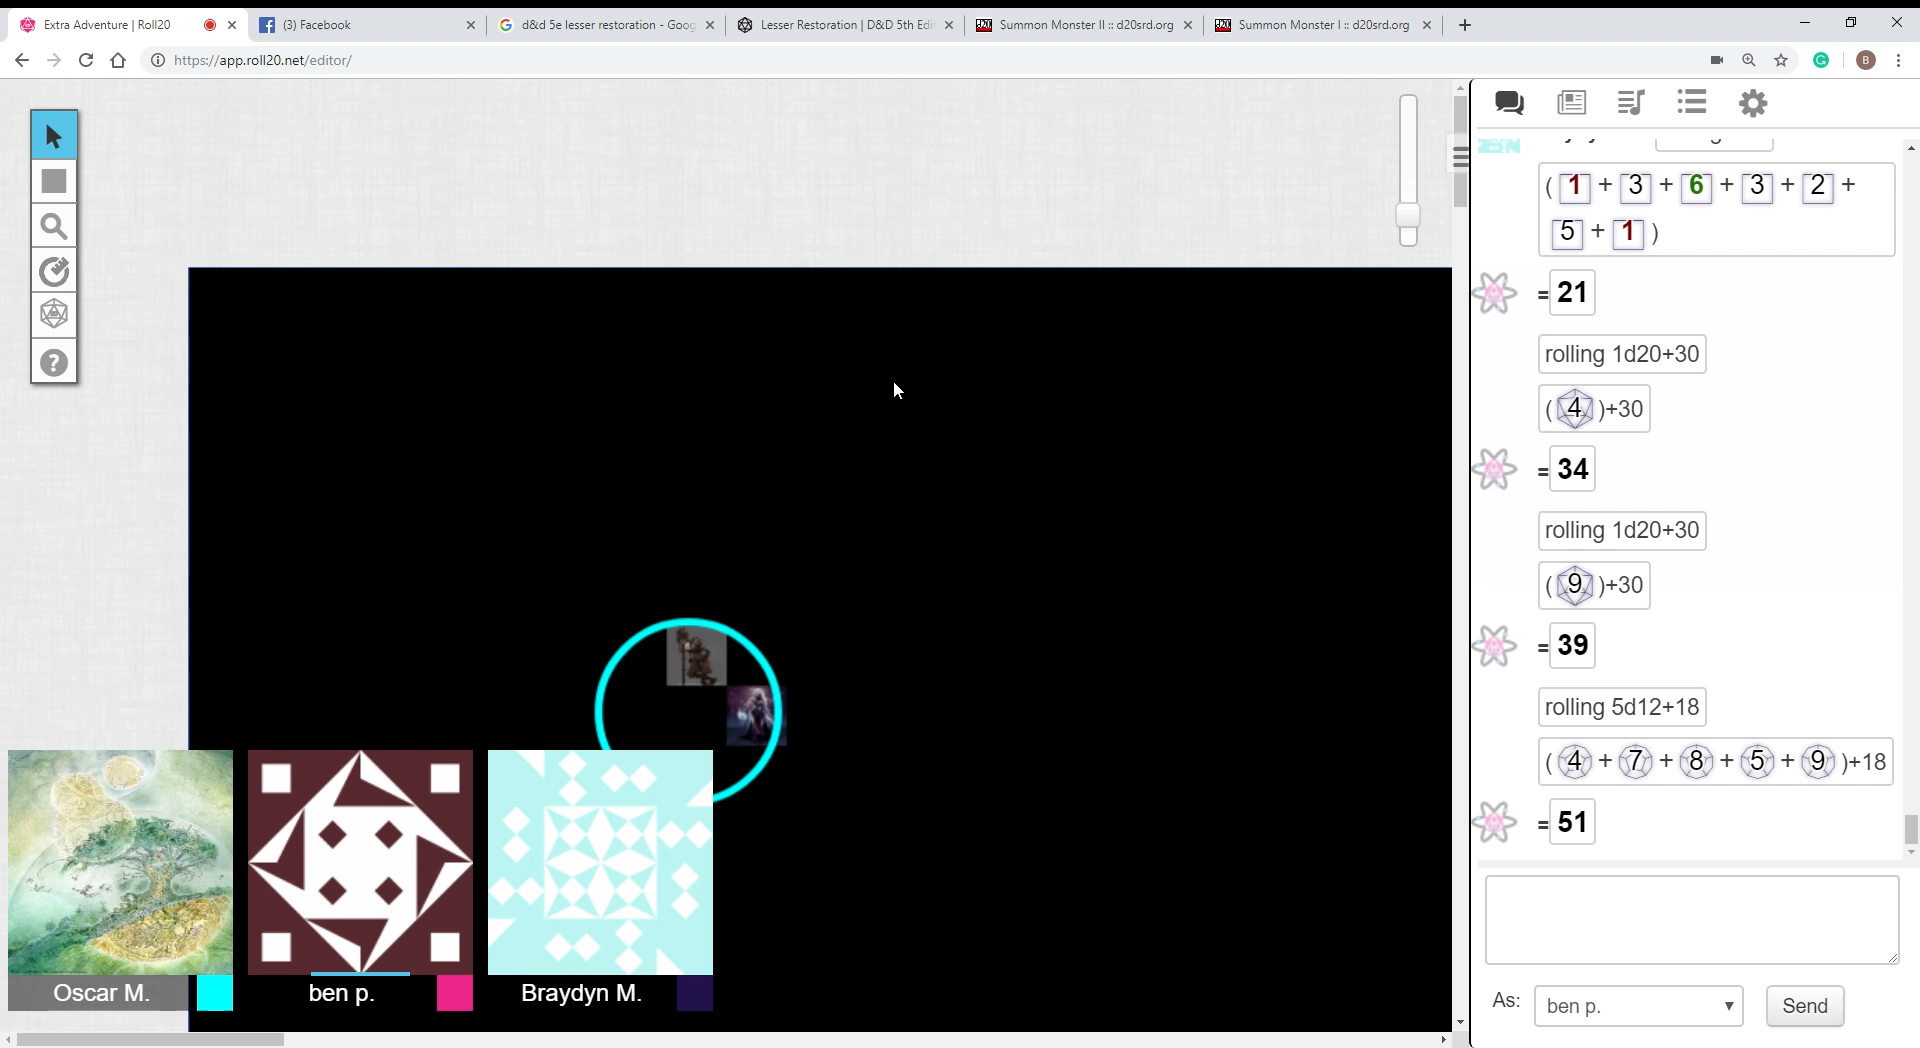 Extra Adventure | Roll20
(3) Facebook
d&d 5e lesser restoration - Goog
Lesser Restoration | D&D 5th Edi
Summon Monster II :: d20srd.org
Summon Monster I :: d20srd.org
https://app.roll20.net/editor/
B
( 1 + 3 + 6 + 3 + 2 +
5 + 1 )
= 21
rolling 1d20+30
( 4 )+30
= 34
rolling 1d20+30
( 9 )+30
= 39
rolling 5d12+18
( 4 + 7 + 8 + 5 + 9 )+18
= 51
Oscar M.
ben p.
Braydyn M.
As:
ben p.
Send